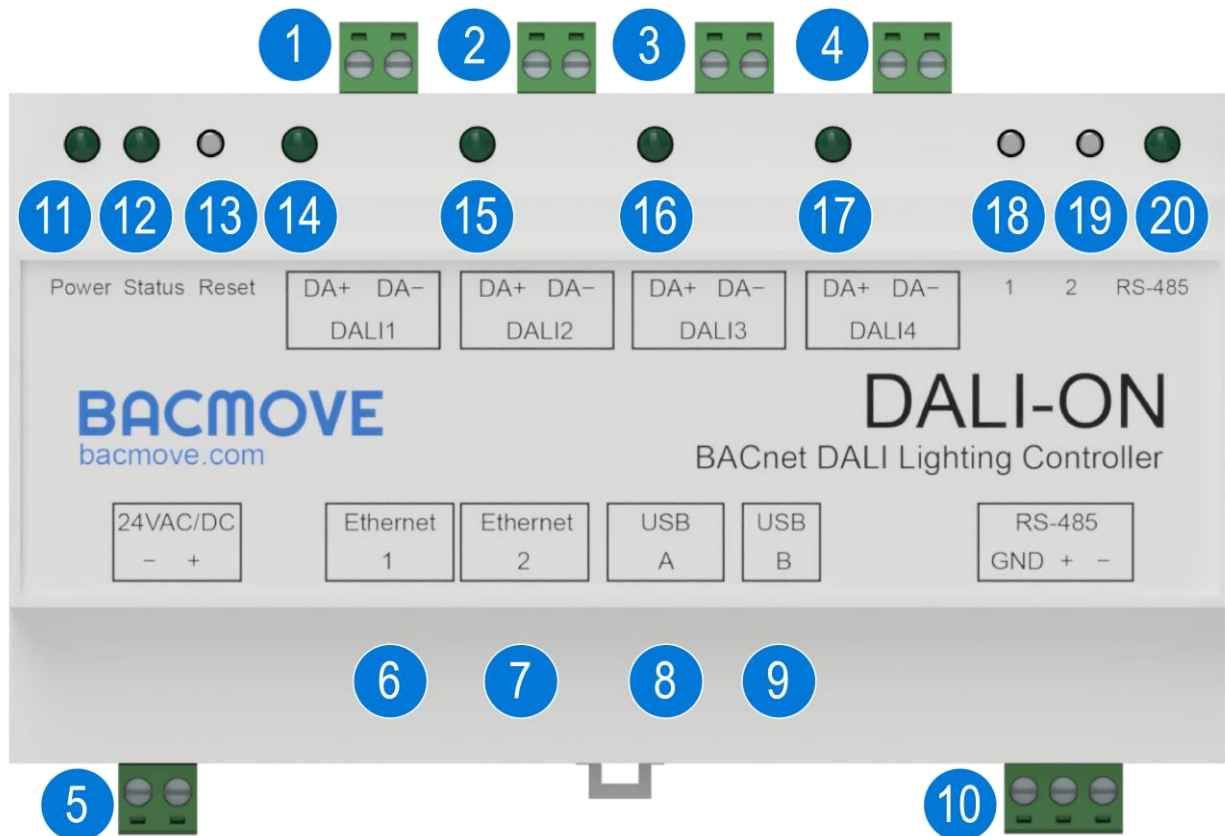 1 2 3 4
11 12 13 14 15 16 17 18 19 20
Power Status Reset DA+ DA− DA+ DA− DA+ DA− DA+ DA− 1 2 RS-485
DALI1 DALI2 DALI3 DALI4
BACMOVE
bacmove.com
DALI-ON
BACnet DALI Lighting Controller
24VAC/DC Ethernet Ethernet USB USB RS-485
− + 1 2 A B GND + −
6 7 8 9
5 10